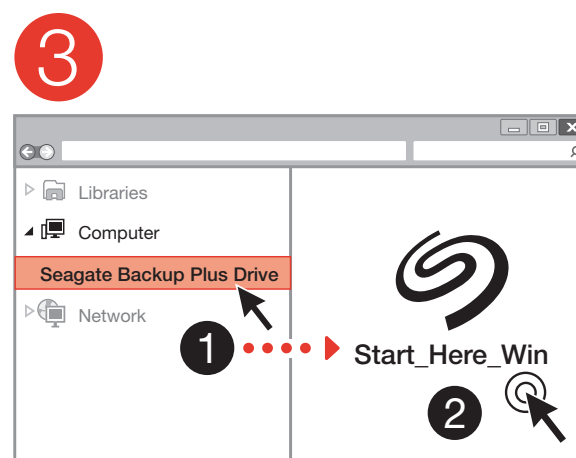 3
Libraries
Computer
Seagate Backup Plus Drive
Network
1
Start_Here_Win
2